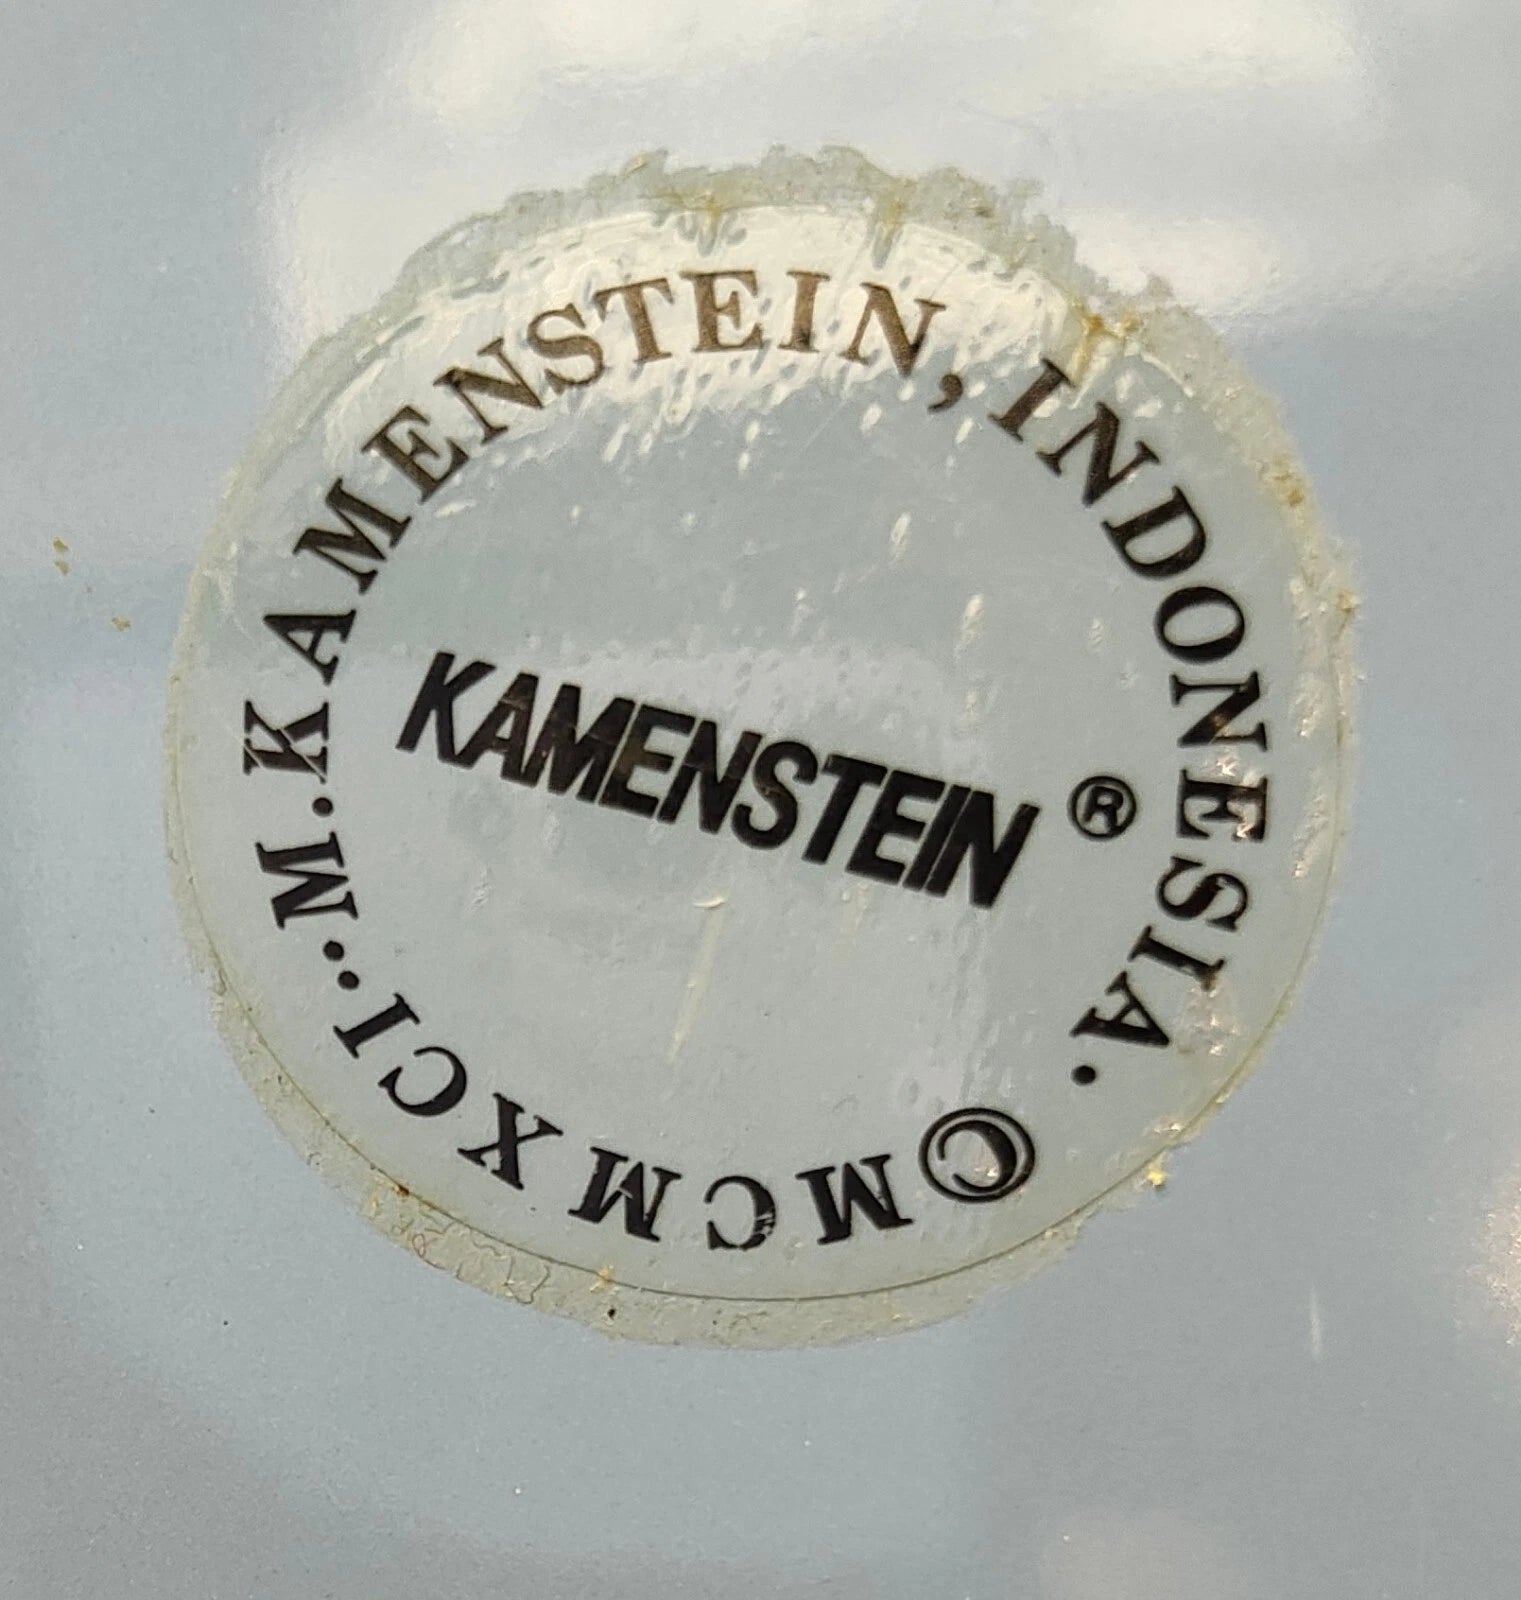 M.KAMENSTEIN, INDONESIA. ©MCMXCI.
KAMENSTEIN ®